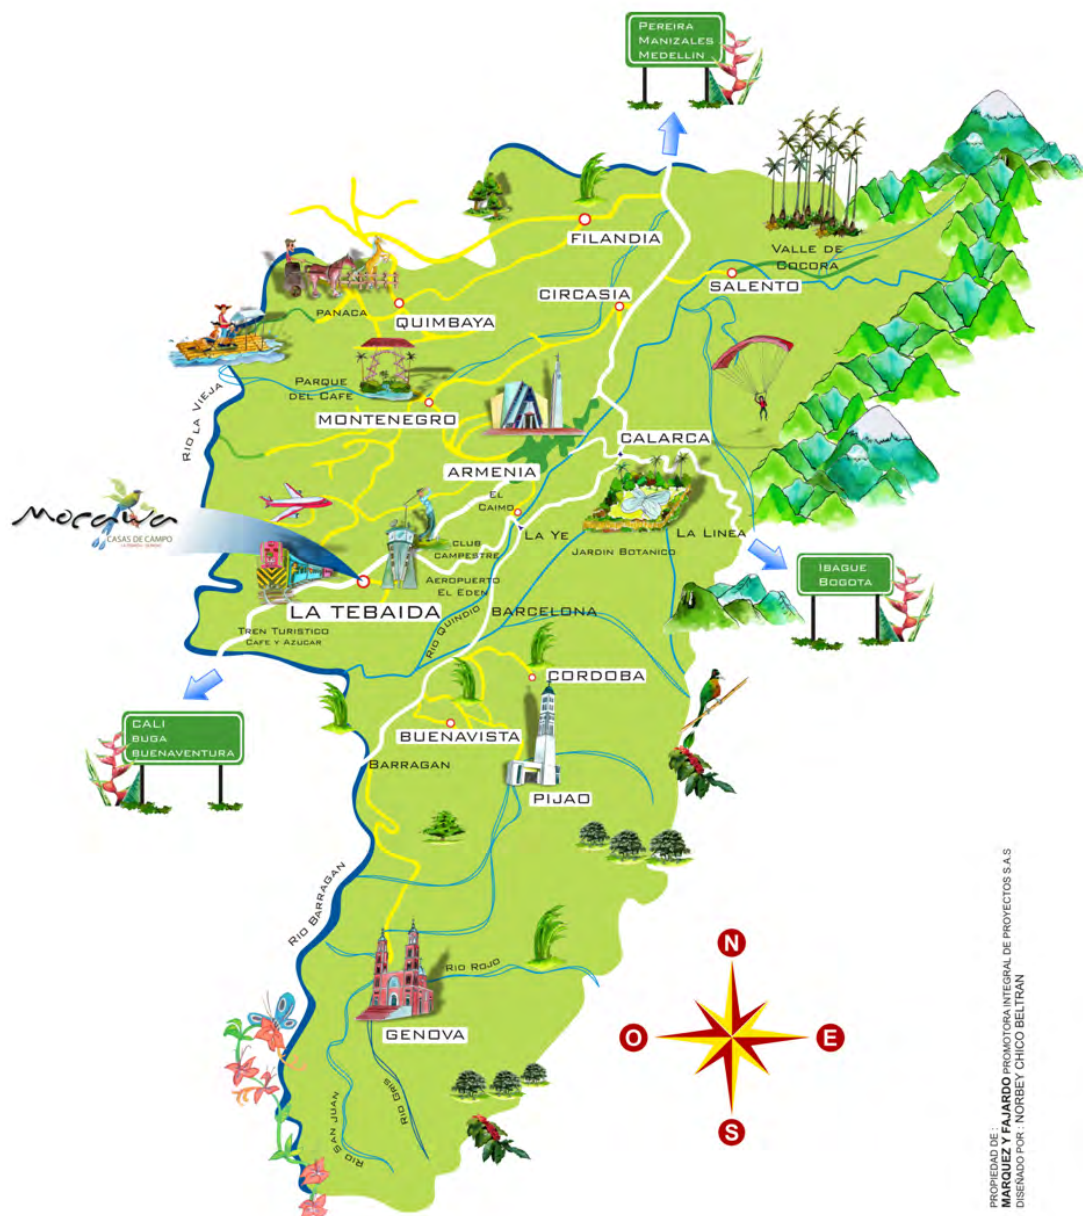 PEREIRA
MANIZALES
MEDELLÍN
FILANDIA
VALLE DE
COCORA
SALENTO
CIRCASIA
PANACA
QUIMBAYA
PARQUE
DEL CAFE
RIO LA VIEJA
MONTENEGRO
CALARCA
ARMENIA
EL
CAIMO
LA YE
LA LINEA
JARDIN BOTANICO
Mocawa
CASAS DE CAMPO
CLUB
CAMPESTRE
AEROPUERTO
EL EDEN
IBAGUE
BOGOTA
LA TEBAIDA
BARCELONA
TREN TURISTICO
CAFE Y AZUCAR
RIO QUINDIO
CORDOBA
CALI
BUGA
BUENAVENTURA
BUENAVISTA
BARRAGAN
PIJAO
RIO BARRAGAN
RIO ROJO
GENOVA
RIO SAN JUAN
RIO GRIS
N
O
E
S
PROPIEDAD DE :
MARQUEZ Y FAJARDO PROMOTORA INTEGRAL DE PROYECTOS S.A.S
DISEÑADO POR : NORBEY CHICO BELTRAN